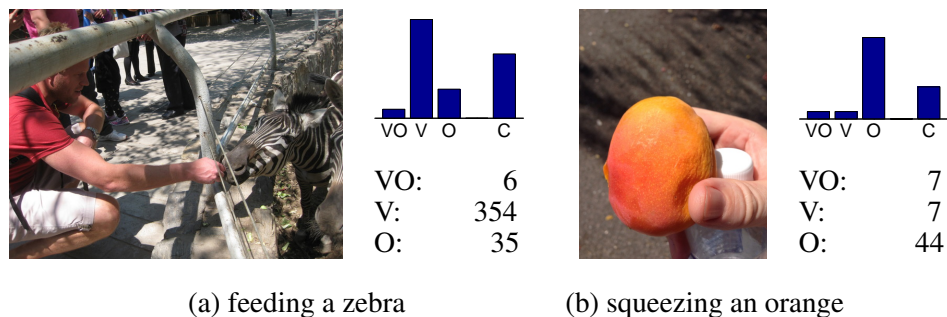 VO V O C
VO: 6
V: 354
O: 35
(a) feeding a zebra
VO V O C
VO: 7
V: 7
O: 44
(b) squeezing an orange